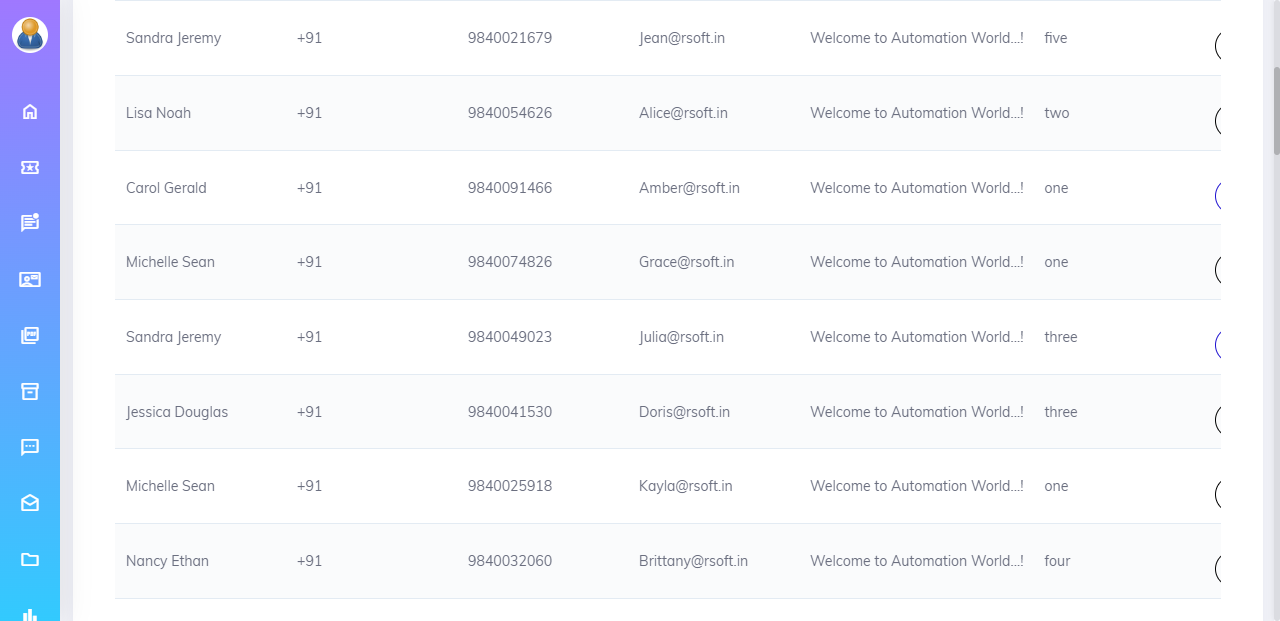 Sandra Jeremy +91 9840021679 Jean@rsoft.in Welcome to Automation World...! five
Lisa Noah +91 9840054626 Alice@rsoft.in Welcome to Automation World...! two
Carol Gerald +91 9840091466 Amber@rsoft.in Welcome to Automation World...! one
Michelle Sean +91 9840074826 Grace@rsoft.in Welcome to Automation World...! one
Sandra Jeremy +91 9840049023 Julia@rsoft.in Welcome to Automation World...! three
Jessica Douglas +91 9840041530 Doris@rsoft.in Welcome to Automation World...! three
Michelle Sean +91 9840025918 Kayla@rsoft.in Welcome to Automation World...! one
Nancy Ethan +91 9840032060 Brittany@rsoft.in Welcome to Automation World...! four